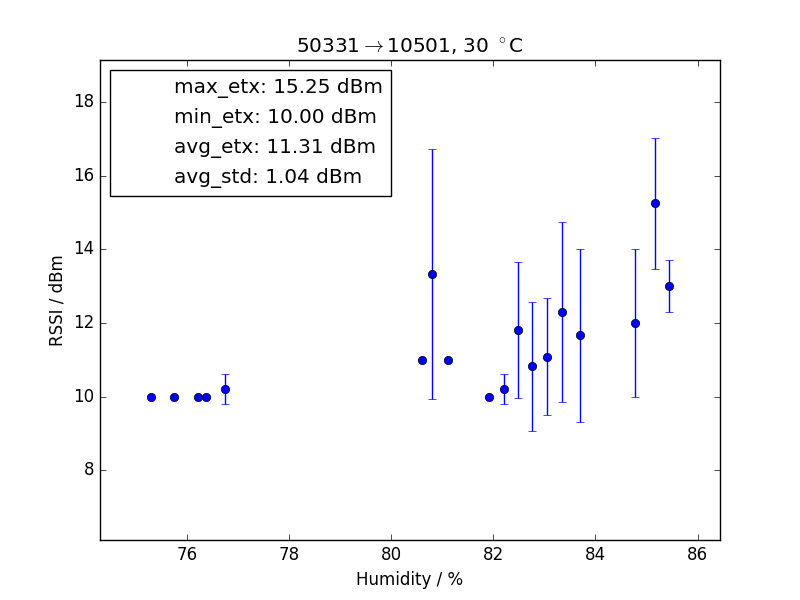 50331→10501, 30 °C
max_etx: 15.25 dBm
min_etx: 10.00 dBm
avg_etx: 11.31 dBm
avg_std: 1.04 dBm
18
16
14
12
10
8
RSSI / dBm
76 78 80 82 84 86
Humidity / %